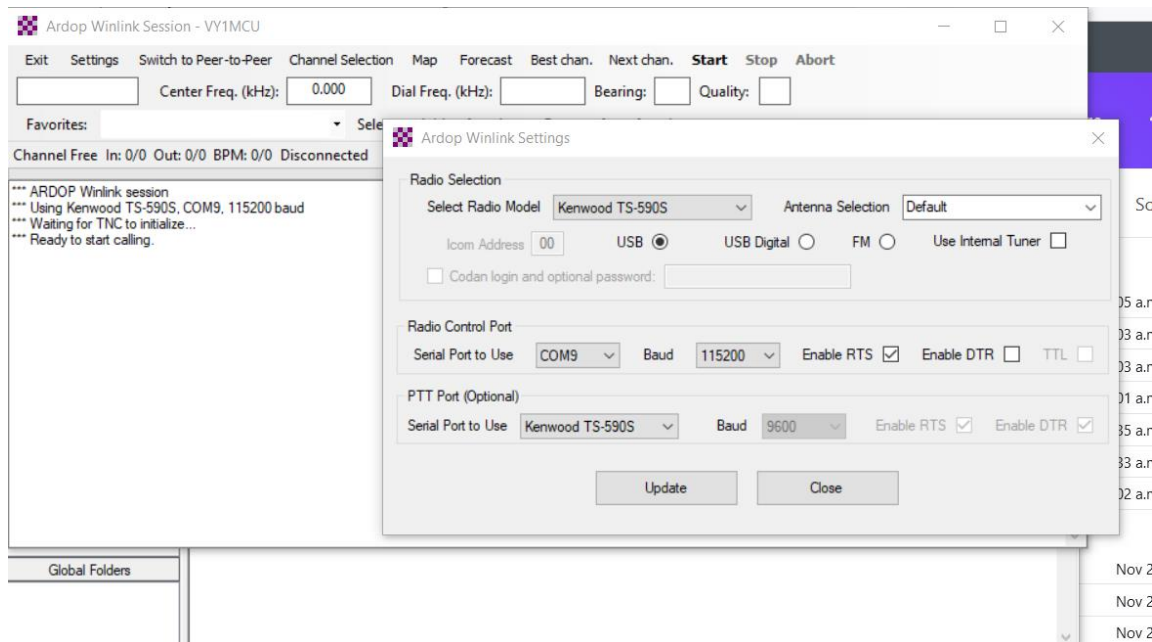 Ardop Winlink Session - VY1MCU
Exit Settings Switch to Peer-to-Peer Channel Selection Map Forecast Best chan. Next chan. Start Stop Abort
Center Freq. (kHz): 0.000 Dial Freq. (kHz): Bearing: Quality:
Favorites:
Channel Free In: 0/0 Out: 0/0 BPM: 0/0 Disconnected
*** ARDOP Winlink session
*** Using Kenwood TS-590S, COM9, 115200 baud
*** Waiting for TNC to initialize...
*** Ready to start calling.
Ardop Winlink Settings
Radio Selection
Select Radio Model Kenwood TS-590S Antenna Selection Default
Icom Address 00 USB USB Digital FM Use Internal Tuner
Codan login and optional password:
Radio Control Port
Serial Port to Use COM9 Baud 115200 Enable RTS Enable DTR TTL
PTT Port (Optional)
Serial Port to Use Kenwood TS-590S Baud 9600 Enable RTS Enable DTR
Update Close
Global Folders
Nov 2
Nov 2
Nov 2